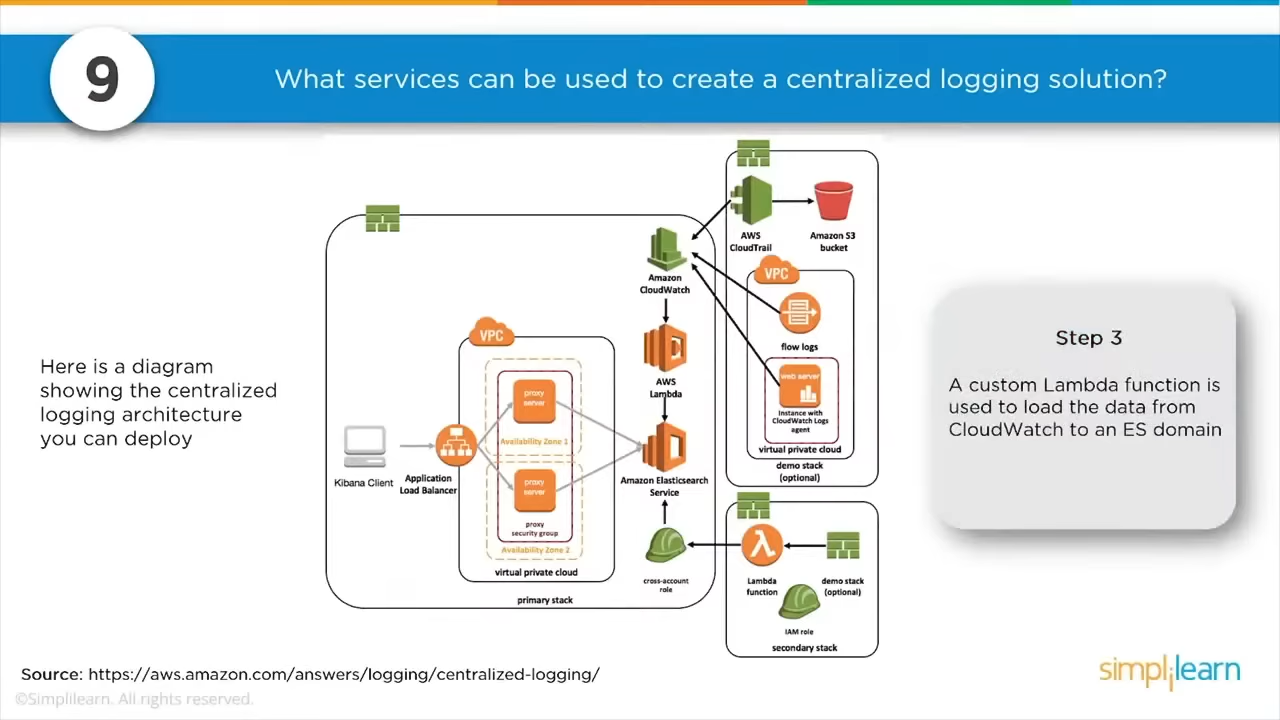 9
What services can be used to create a centralized logging solution?
Here is a diagram
showing the centralized
logging architecture
you can deploy
AWS
CloudTrail
Amazon S3
bucket
Amazon
CloudWatch
VPC
flow logs
AWS
Lambda
web server
Instance with
CloudWatch Logs
agent
virtual private cloud
demo stack
(optional)
VPC
proxy
server
Availability Zone 1
Kibana Client
Application
Load Balancer
proxy
server
proxy
security group
Availability Zone 2
virtual private cloud
Amazon Elasticsearch
Service
cross-account
role
primary stack
λ
Lambda
function
demo stack
(optional)
IAM role
secondary stack
Step 3
A custom Lambda function is
used to load the data from
CloudWatch to an ES domain
Source: https://aws.amazon.com/answers/logging/centralized-logging/
©Simplilearn. All rights reserved.
simplilearn